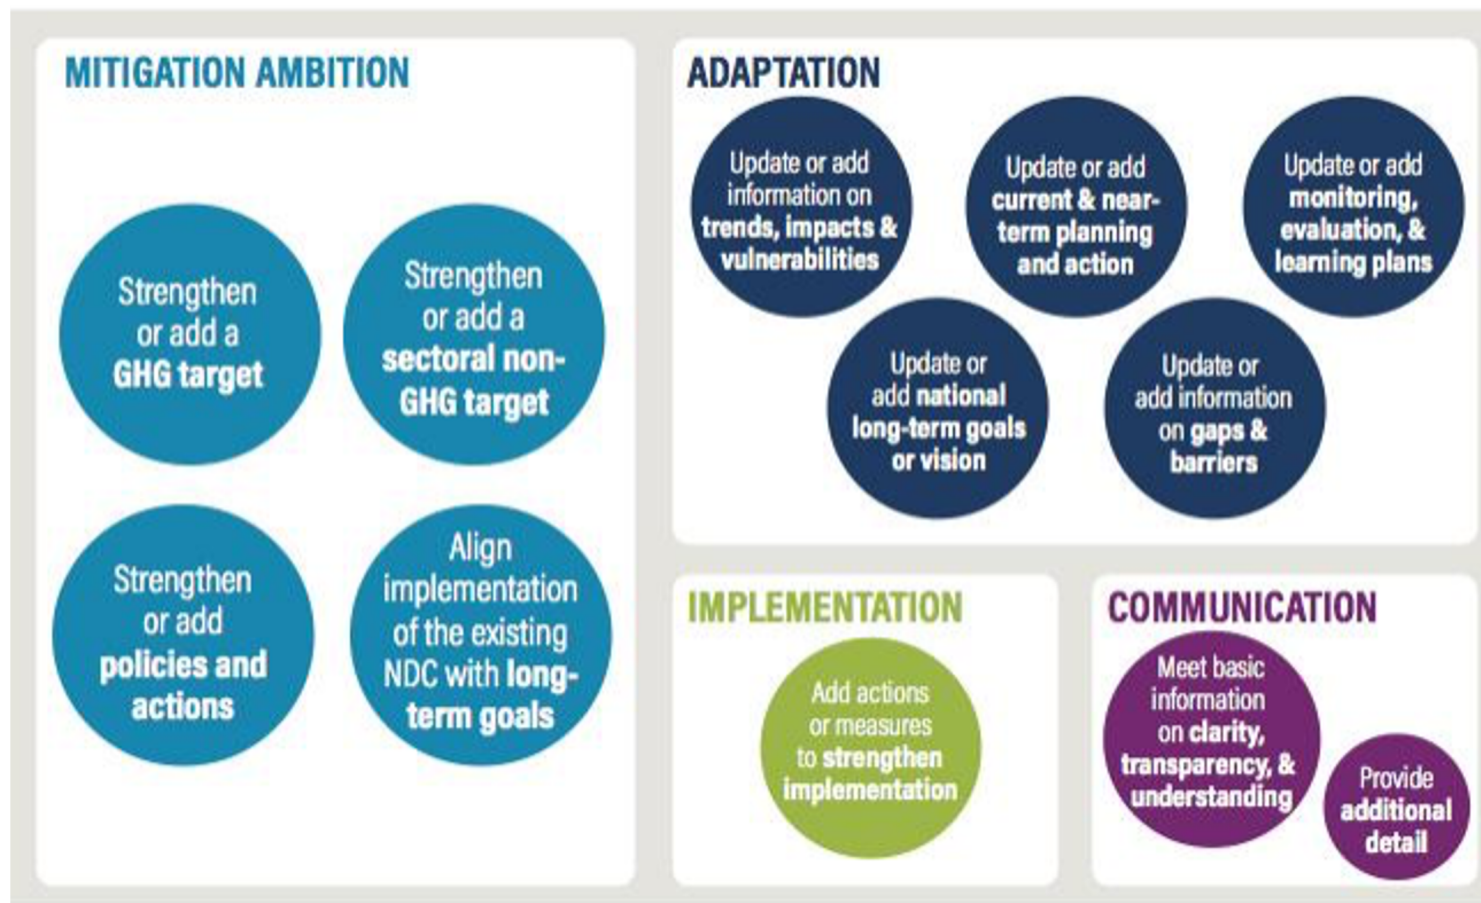 MITIGATION AMBITION
Strengthen
or add a
GHG target
Strengthen
or add a
sectoral non-
GHG target
Strengthen
or add
policies and
actions
Align
implementation
of the existing
NDC with long-
term goals
ADAPTATION
Update or add
information on
trends, impacts &
vulnerabilities
Update or add
current & near-
term planning
and action
Update or add
monitoring,
evaluation, &
learning plans
Update or
add national
long-term goals
or vision
Update or
add information
on gaps &
barriers
IMPLEMENTATION
Add actions
or measures
to strengthen
implementation
COMMUNICATION
Meet basic
information
on clarity,
transparency, &
understanding
Provide
additional
detail